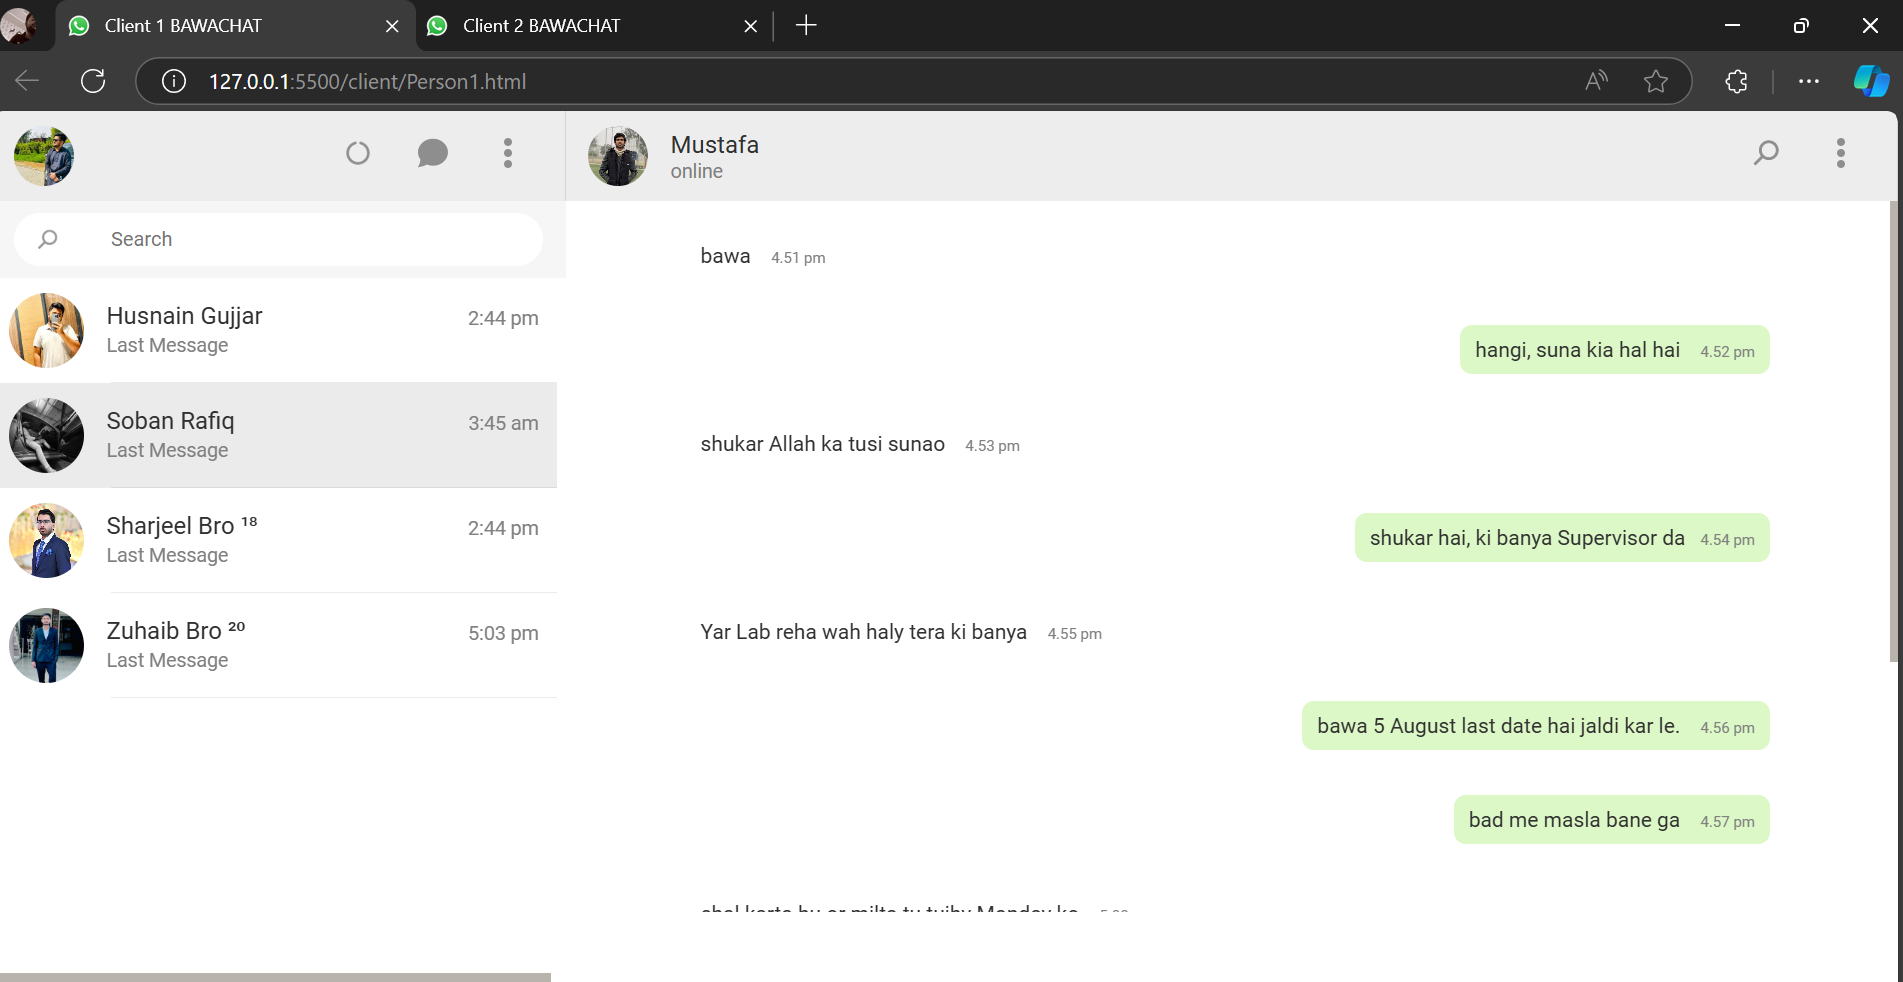 Client 1 BAWACHAT
Client 2 BAWACHAT
127.0.0.1:5500/client/Person1.html
Mustafa
online
Search
Husnain Gujjar
2:44 pm
Last Message
Soban Rafiq
3:45 am
Last Message
Sharjeel Bro ¹⁸
2:44 pm
Last Message
Zuhaib Bro ²⁰
5:03 pm
Last Message
bawa 4.51 pm
hangi, suna kia hal hai 4.52 pm
shukar Allah ka tusi sunao 4.53 pm
shukar hai, ki banya Supervisor da 4.54 pm
Yar Lab reha wah haly tera ki banya 4.55 pm
bawa 5 August last date hai jaldi kar le. 4.56 pm
bad me masla bane ga 4.57 pm